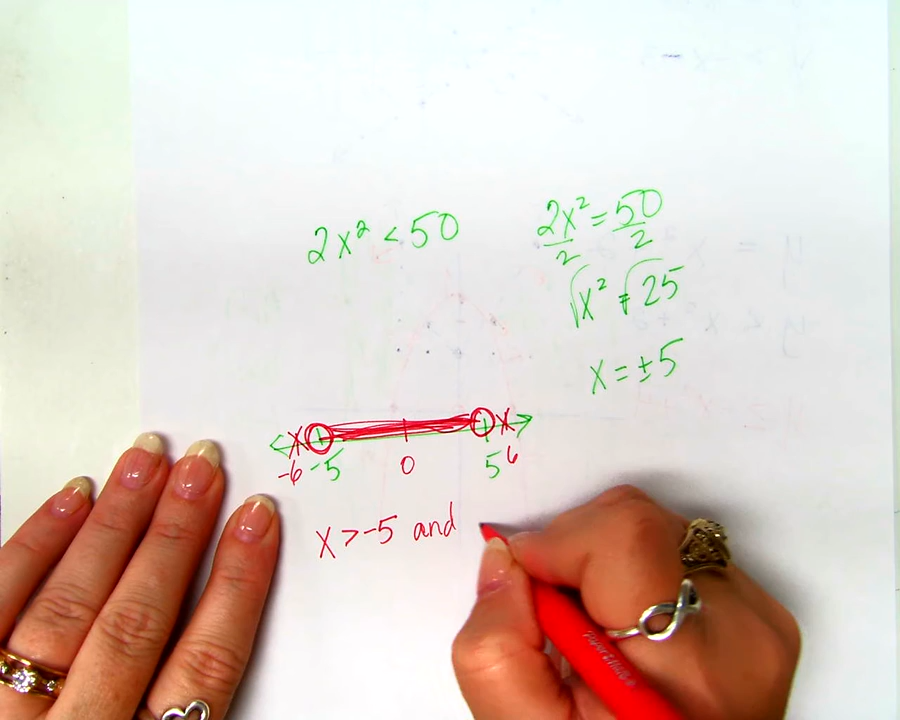 2x² < 50
2x² = 50
2 2
√x² = √25
x = ±5
X X
-6 -5 0 5 6
x > -5 and